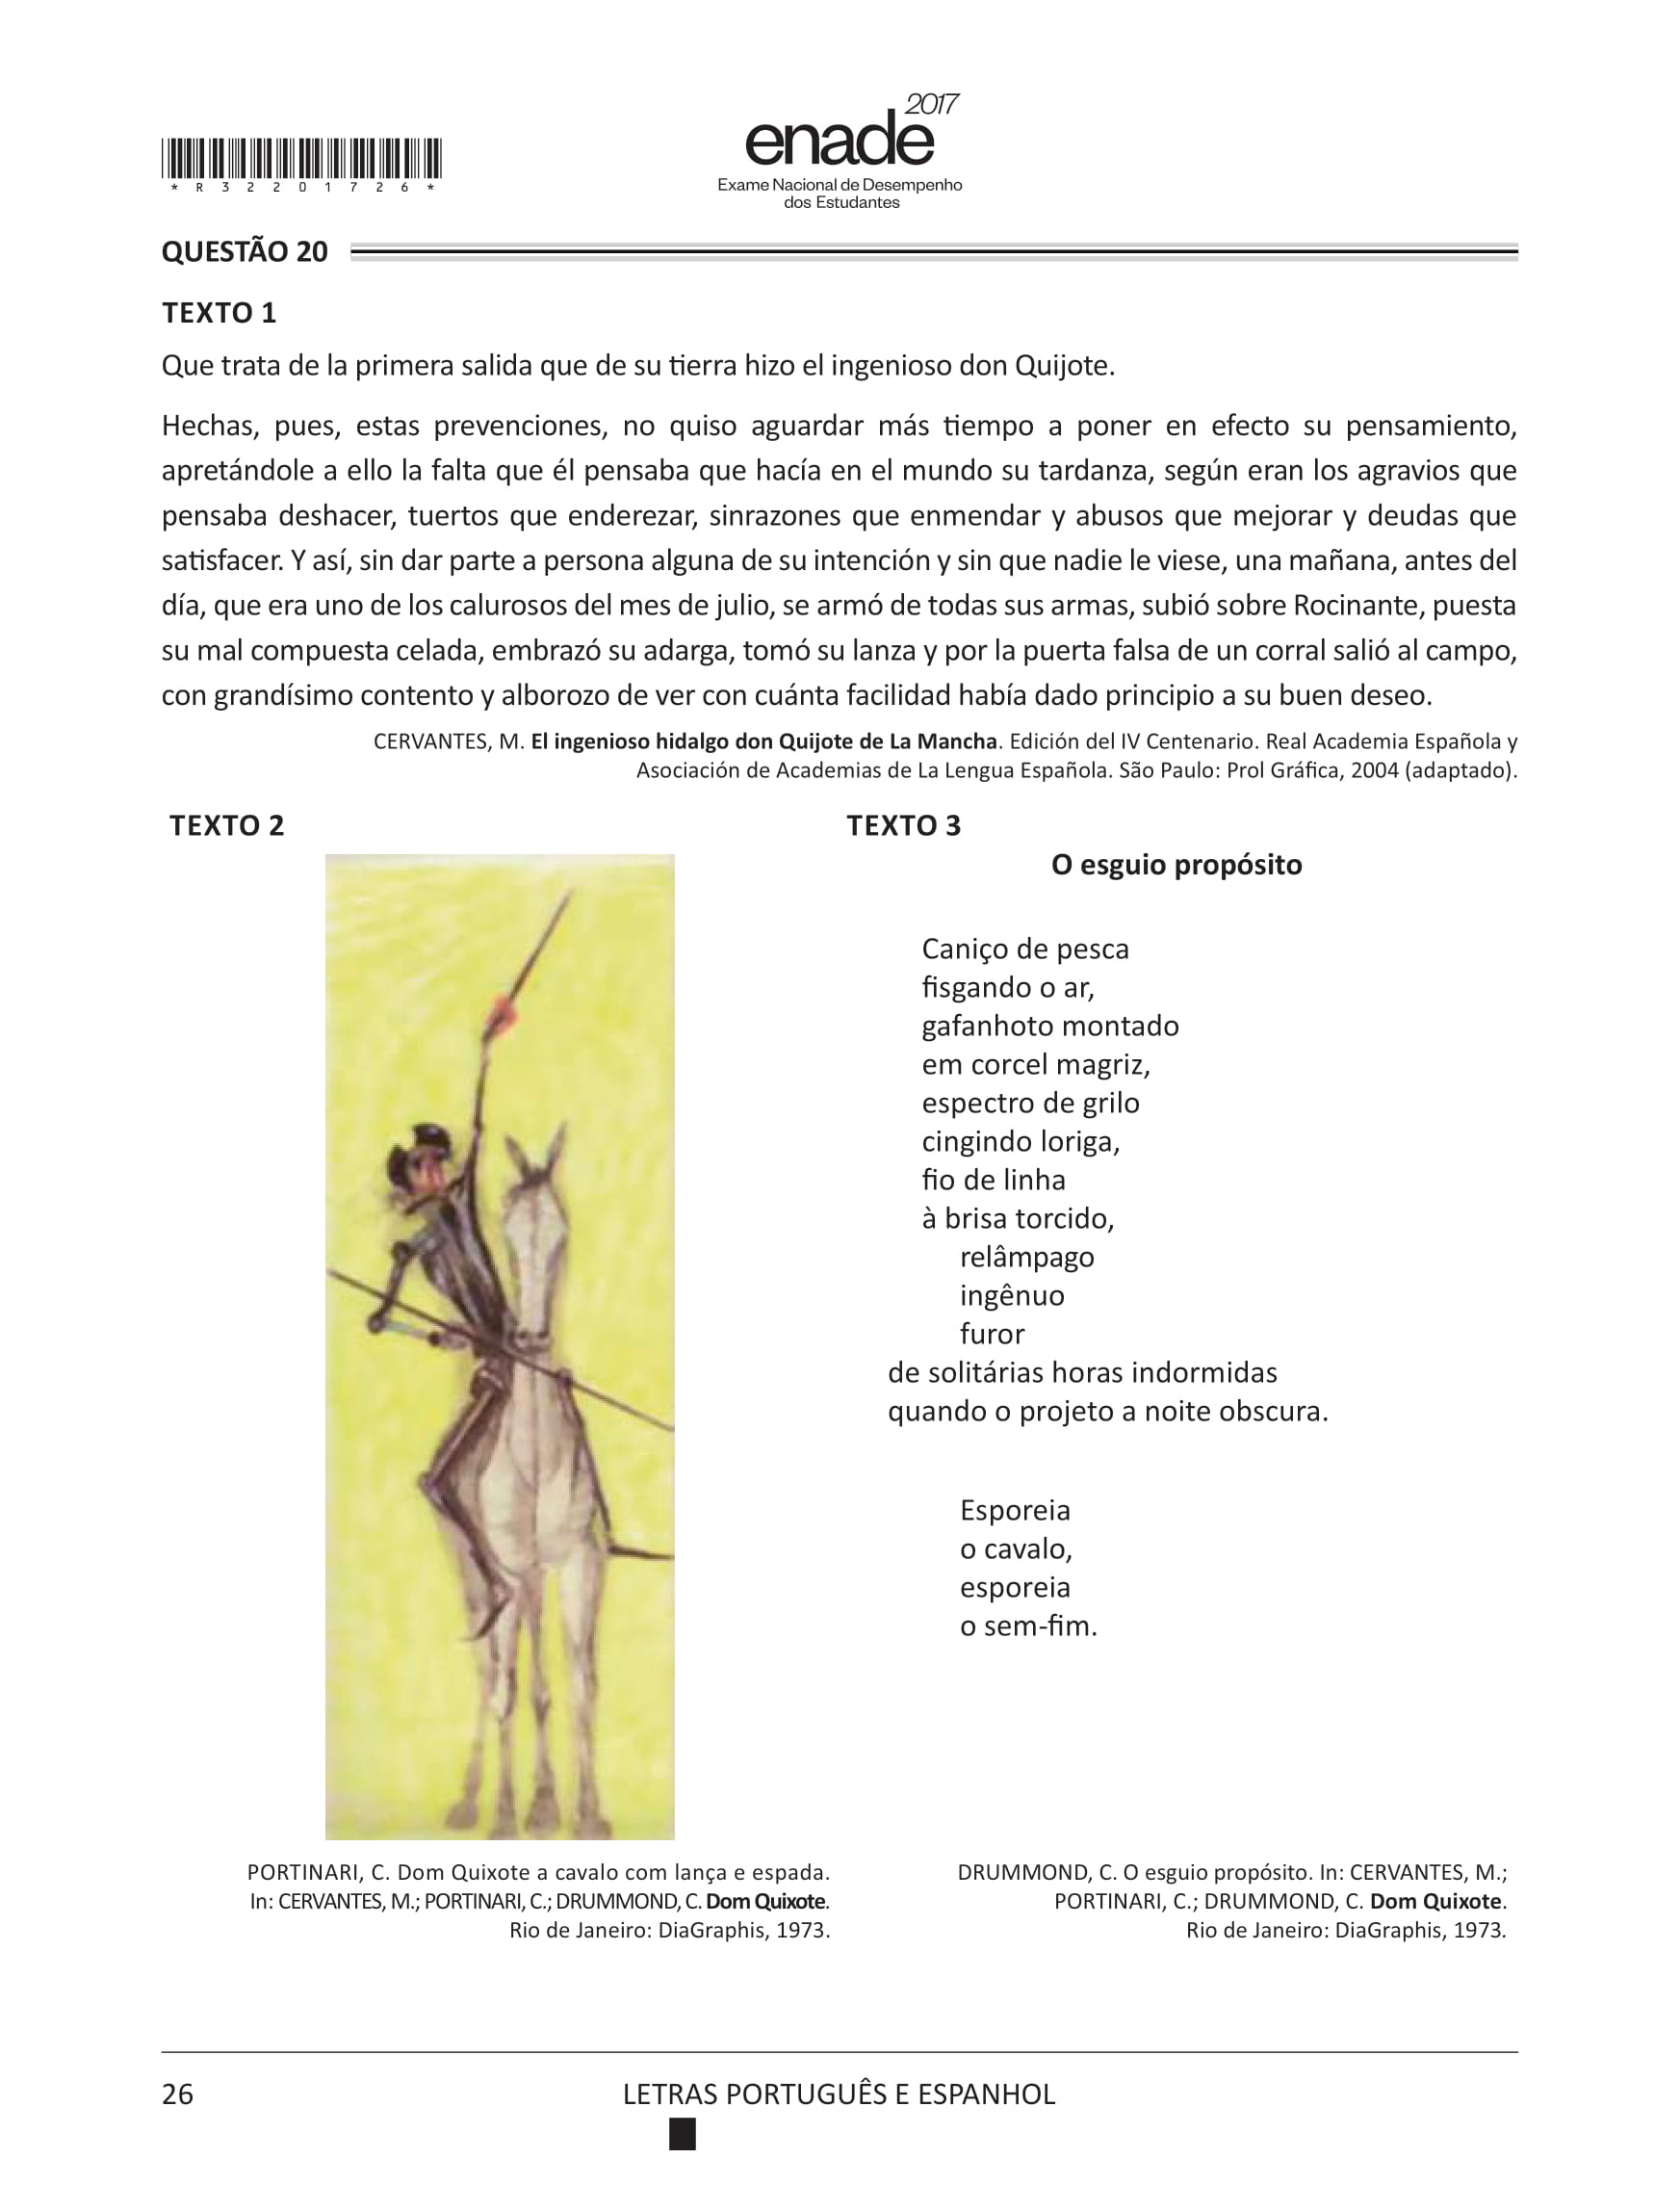 2017
enade
Exame Nacional de Desempenho
dos Estudantes
* R 3 2 2 0 1 7 2 6 *
QUESTÃO 20
TEXTO 1
Que trata de la primera salida que de su tierra hizo el ingenioso don Quijote.
Hechas, pues, estas prevenciones, no quiso aguardar más tiempo a poner en efecto su pensamiento,
apretándole a ello la falta que él pensaba que hacía en el mundo su tardanza, según eran los agravios que
pensaba deshacer, tuertos que enderezar, sinrazones que enmendar y abusos que mejorar y deudas que
satisfacer. Y así, sin dar parte a persona alguna de su intención y sin que nadie le viese, una mañana, antes del
día, que era uno de los calurosos del mes de julio, se armó de todas sus armas, subió sobre Rocinante, puesta
su mal compuesta celada, embrazó su adarga, tomó su lanza y por la puerta falsa de un corral salió al campo,
con grandísimo contento y alborozo de ver con cuánta facilidad había dado principio a su buen deseo.
CERVANTES, M. El ingenioso hidalgo don Quijote de La Mancha. Edición del IV Centenario. Real Academia Española y
Asociación de Academias de La Lengua Española. São Paulo: Prol Gráfica, 2004 (adaptado).
TEXTO 2
PORTINARI, C. Dom Quixote a cavalo com lança e espada.
In: CERVANTES, M.; PORTINARI, C.; DRUMMOND, C. Dom Quixote.
Rio de Janeiro: DiaGraphis, 1973.
TEXTO 3
O esguio propósito
Caniço de pesca
fisgando o ar,
gafanhoto montado
em corcel magriz,
espectro de grilo
cingindo loriga,
fio de linha
à brisa torcido,
relâmpago
ingênuo
furor
de solitárias horas indormidas
quando o projeto a noite obscura.
Esporeia
o cavalo,
esporeia
o sem-fim.
DRUMMOND, C. O esguio propósito. In: CERVANTES, M.;
PORTINARI, C.; DRUMMOND, C. Dom Quixote.
Rio de Janeiro: DiaGraphis, 1973.
26
LETRAS PORTUGUÊS E ESPANHOL